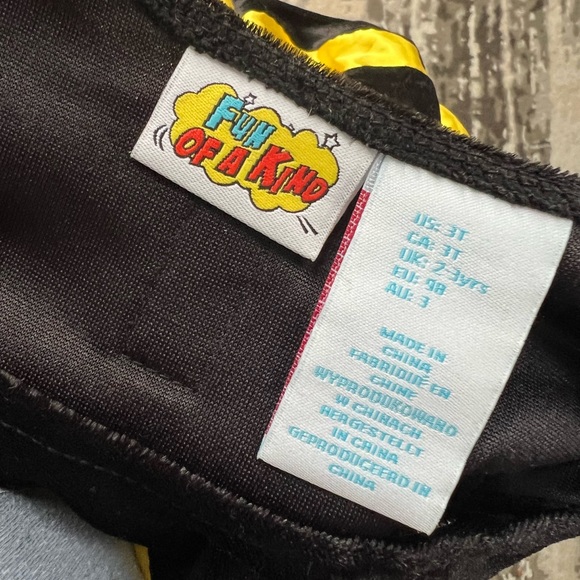 FUN
OF A KIND
US: 3T
CA: 3T
UK: 2-3yrs
EU: 98
AU: 3
MADE IN
CHINA
FABRIQUÉ EN
CHINE
WYPRODUKOWANO
W CHINACH
HERGESTELLT
IN CHINA
GEPRODUCEERD IN
CHINA